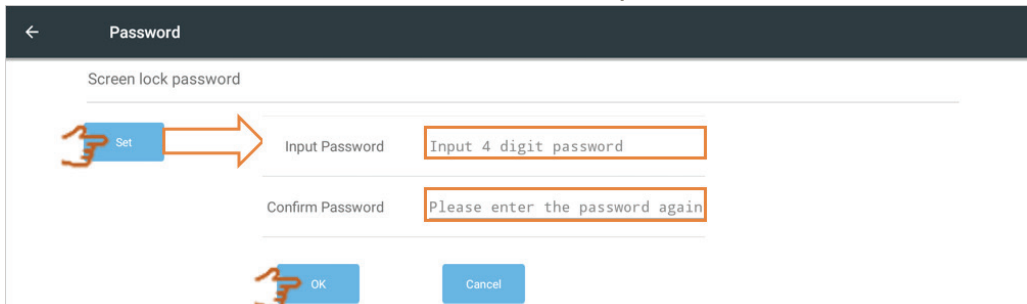 Password
Screen lock password
Set
Input Password Input 4 digit password
Confirm Password Please enter the password again
OK Cancel